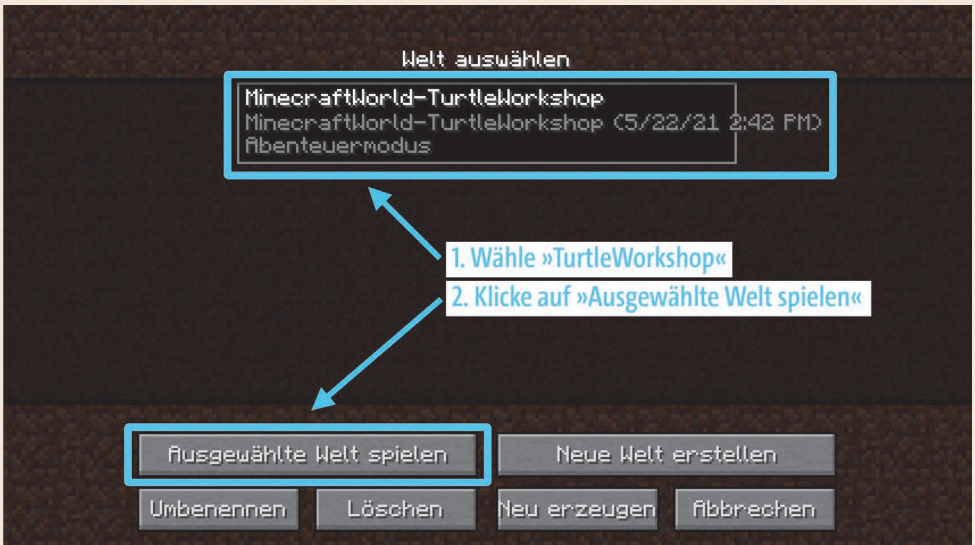 Welt auswählen
MinecraftWorld-TurtleWorkshop
MinecraftWorld-TurtleWorkshop (5/22/21 2:42 PM)
Abenteuermodus
1. Wähle »TurtleWorkshop«
2. Klicke auf »Ausgewählte Welt spielen«
Ausgewählte Welt spielen
Neue Welt erstellen
Umbenennen
Löschen
Neu erzeugen
Abbrechen